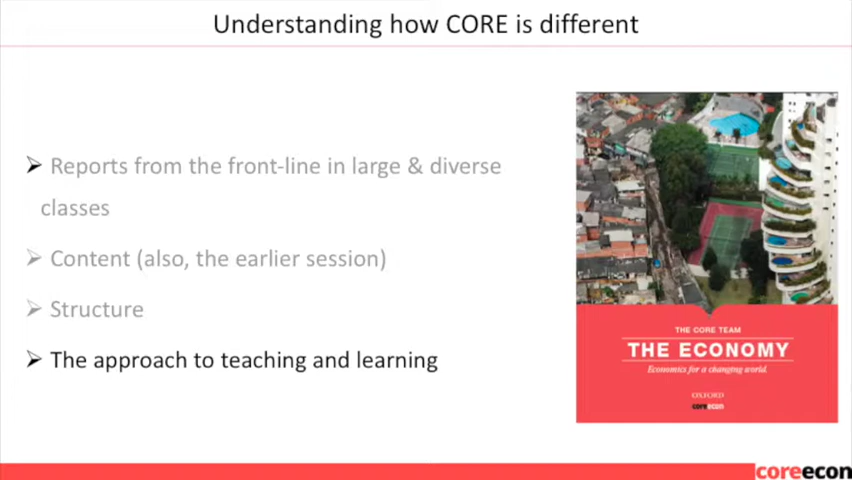 Understanding how CORE is different
➢ Reports from the front-line in large & diverse
classes
➢ Content (also, the earlier session)
➢ Structure
➢ The approach to teaching and learning
THE CORE TEAM
THE ECONOMY
Economics for a changing world.
OXFORD
coreecon
coreecon